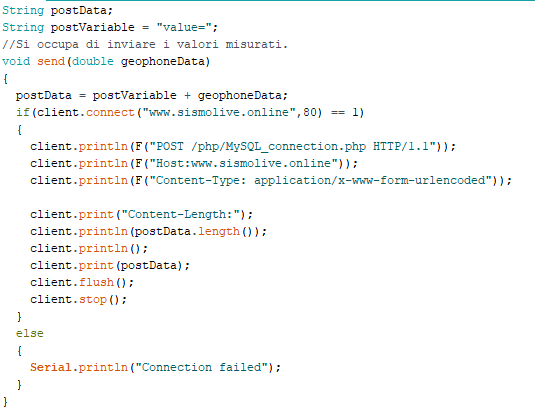 String postData;
String postVariable = "value=";
//Si occupa di inviare i valori misurati.
void send(double geophoneData)
{
  postData = postVariable + geophoneData;
  if(client.connect("www.sismolive.online",80) == 1)
  {
    client.println(F("POST /php/MySQL_connection.php HTTP/1.1"));
    client.println(F("Host:www.sismolive.online"));
    client.println(F("Content-Type: application/x-www-form-urlencoded"));

    client.print("Content-Length:");
    client.println(postData.length());
    client.println();
    client.print(postData);
    client.flush();
    client.stop();
  }
  else
  {
    Serial.println("Connection failed");
  }
}